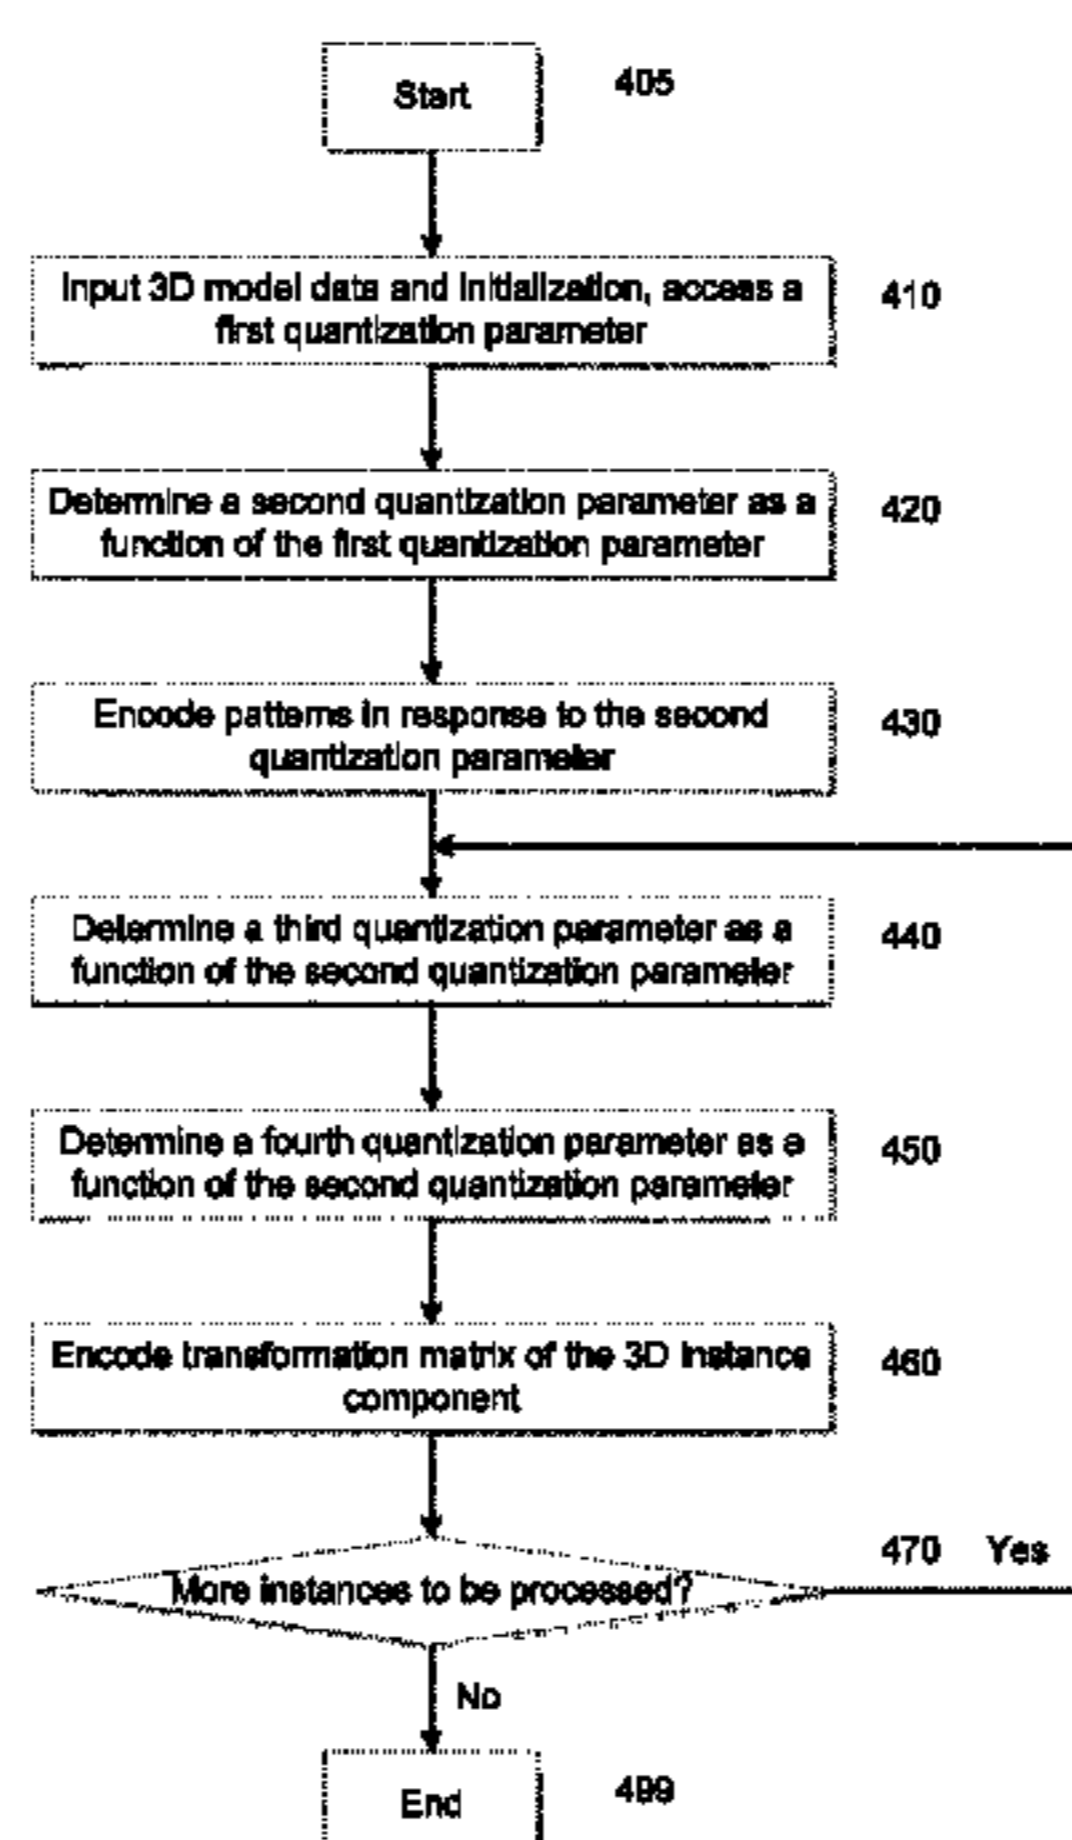 Start
405
Input 3D model data and initialization, access a
first quantization parameter
410
Determine a second quantization parameter as a
function of the first quantization parameter
420
Encode patterns in response to the second
quantization parameter
430
Determine a third quantization parameter as a
function of the second quantization parameter
440
Determine a fourth quantization parameter as a
function of the second quantization parameter
450
Encode transformation matrix of the 3D instance
component
460
470 Yes
More instances to be processed?
No
End
499